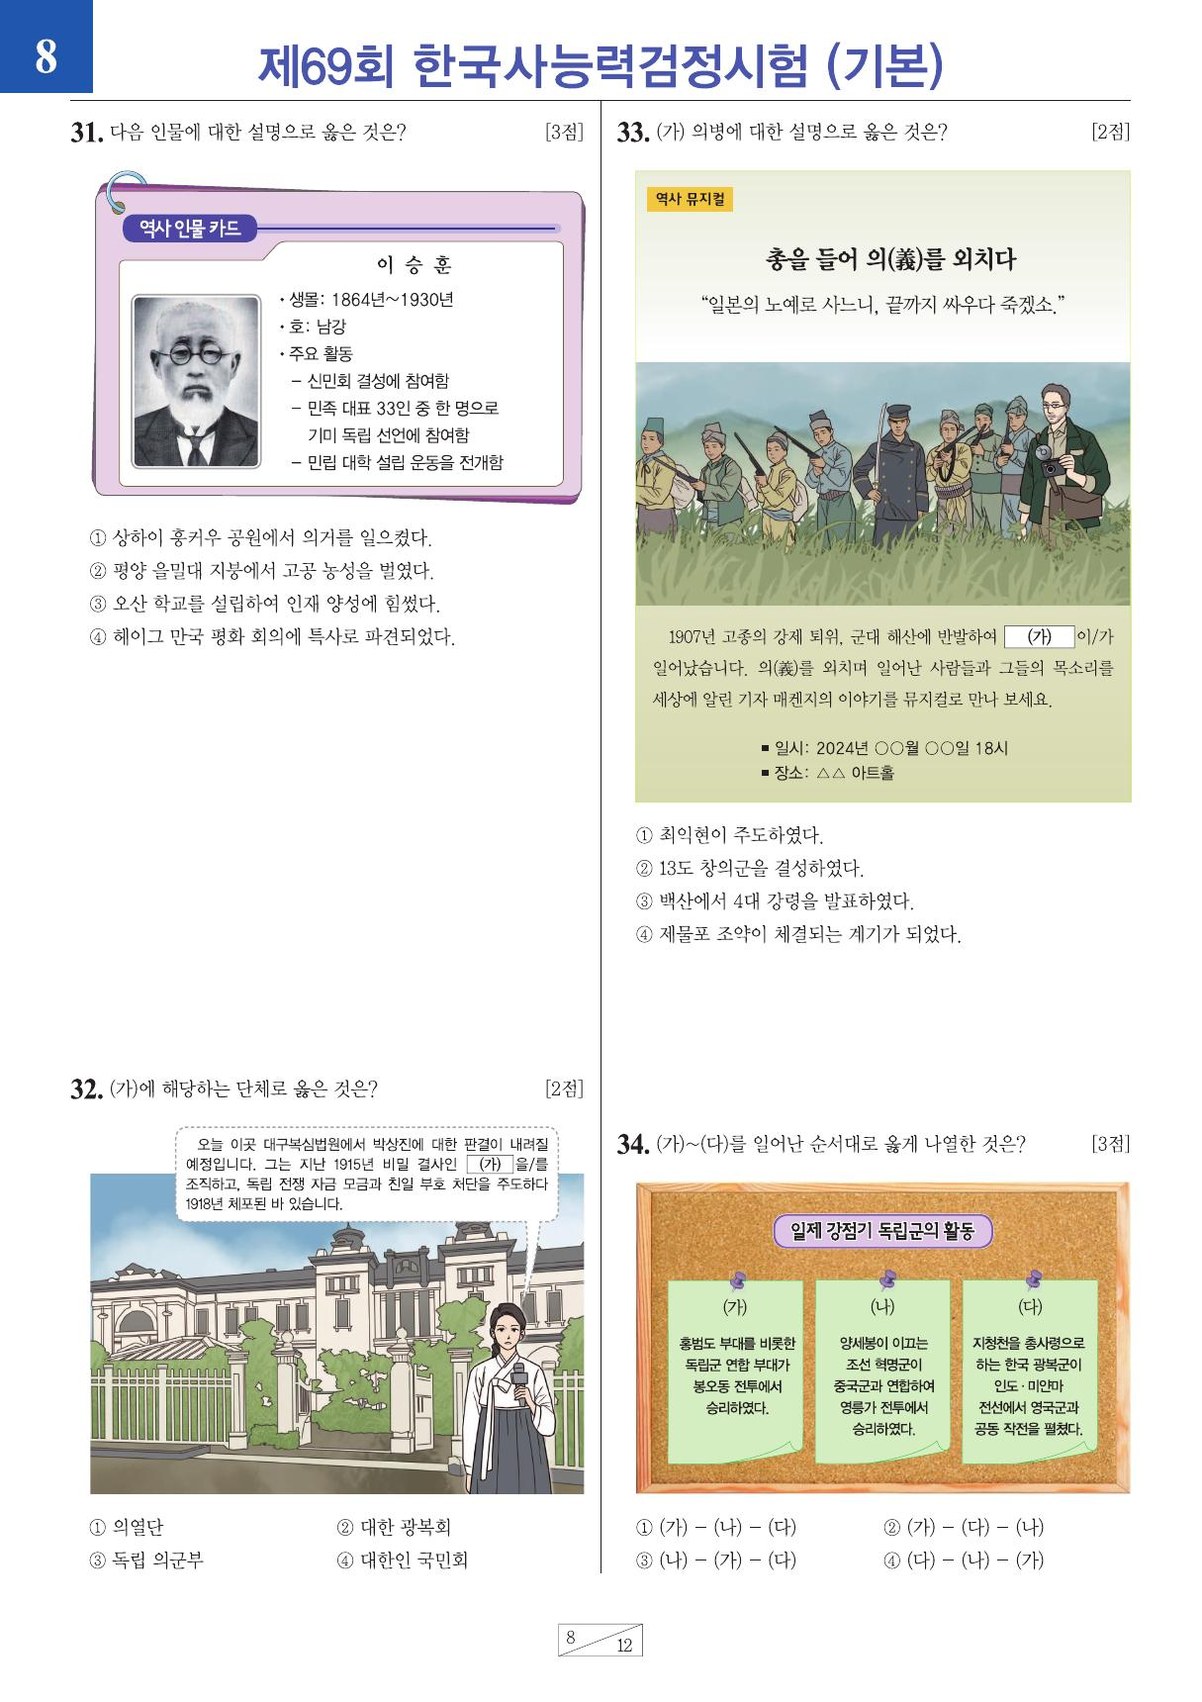 8
제69회 한국사능력검정시험 (기본)
31. 다음 인물에 대한 설명으로 옳은 것은? [3점]
역사 인물 카드
이 승 훈
• 생몰: 1864년~1930년
• 호: 남강
• 주요 활동
– 신민회 결성에 참여함
– 민족 대표 33인 중 한 명으로
기미 독립 선언에 참여함
– 민립 대학 설립 운동을 전개함
① 상하이 훙커우 공원에서 의거를 일으켰다.
② 평양 을밀대 지붕에서 고공 농성을 벌였다.
③ 오산 학교를 설립하여 인재 양성에 힘썼다.
④ 헤이그 만국 평화 회의에 특사로 파견되었다.
32. (가)에 해당하는 단체로 옳은 것은? [2점]
오늘 이곳 대구복심법원에서 박상진에 대한 판결이 내려질
예정입니다. 그는 지난 1915년 비밀 결사인 (가) 을/를
조직하고, 독립 전쟁 자금 모금과 친일 부호 처단을 주도하다
1918년 체포된 바 있습니다.
① 의열단 ② 대한 광복회
③ 독립 의군부 ④ 대한인 국민회
33. (가) 의병에 대한 설명으로 옳은 것은? [2점]
역사 뮤지컬
총을 들어 의(義)를 외치다
“일본의 노예로 사느니, 끝까지 싸우다 죽겠소.”
1907년 고종의 강제 퇴위, 군대 해산에 반발하여 (가) 이/가
일어났습니다. 의(義)를 외치며 일어난 사람들과 그들의 목소리를
세상에 알린 기자 매켄지의 이야기를 뮤지컬로 만나 보세요.
■ 일시: 2024년 ○○월 ○○일 18시
■ 장소: △△ 아트홀
① 최익현이 주도하였다.
② 13도 창의군을 결성하였다.
③ 백산에서 4대 강령을 발표하였다.
④ 제물포 조약이 체결되는 계기가 되었다.
34. (가)~(다)를 일어난 순서대로 옳게 나열한 것은? [3점]
일제 강점기 독립군의 활동
(가)
홍범도 부대를 비롯한
독립군 연합 부대가
봉오동 전투에서
승리하였다.
(나)
양세봉이 이끄는
조선 혁명군이
중국군과 연합하여
영릉가 전투에서
승리하였다.
(다)
지청천을 총사령으로
하는 한국 광복군이
인도·미얀마
전선에서 영국군과
공동 작전을 펼쳤다.
① (가) – (나) – (다) ② (가) – (다) – (나)
③ (나) – (가) – (다) ④ (다) – (나) – (가)
8
12